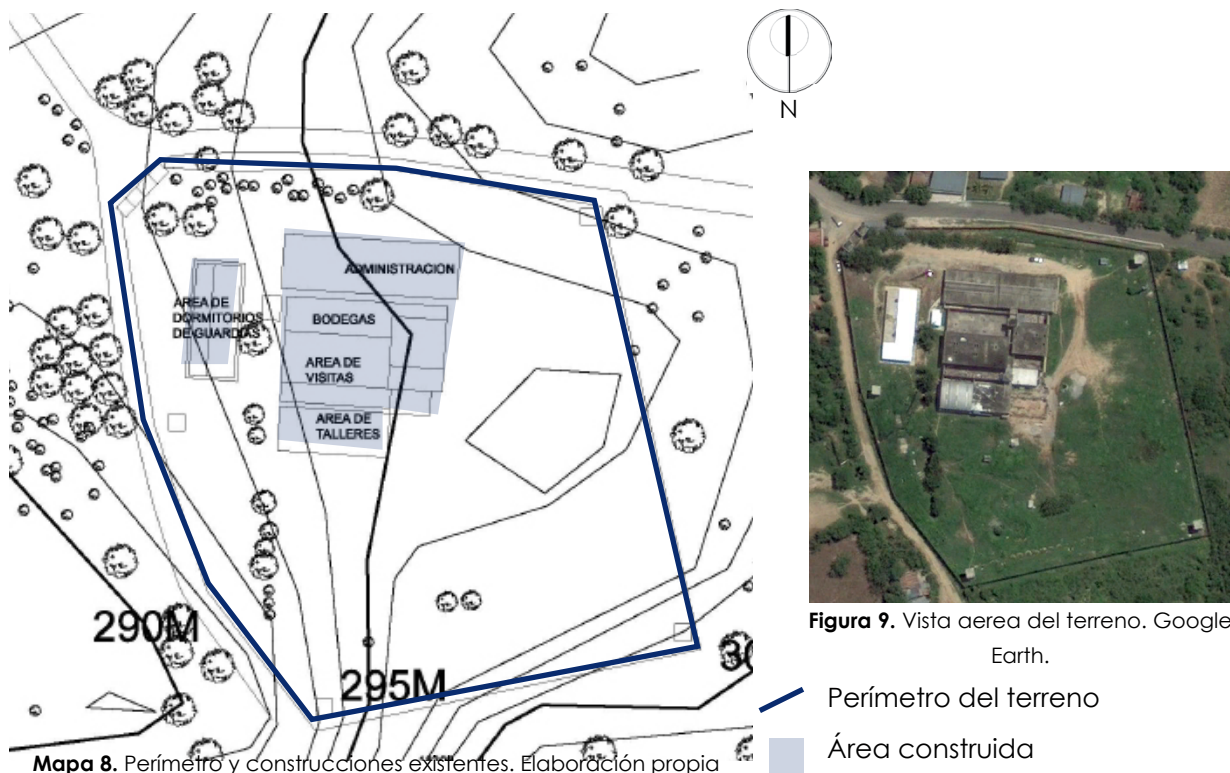 N
ADMINISTRACION
AREA DE
DORMITORIOS
DE GUARDIAS
BODEGAS
AREA DE
VISITAS
AREA DE
TALLERES
290M
295M
30
Mapa 8. Perímetro y construcciones existentes. Elaboración propia
Figura 9. Vista aerea del terreno. Google
Earth.
Perímetro del terreno
Área construida